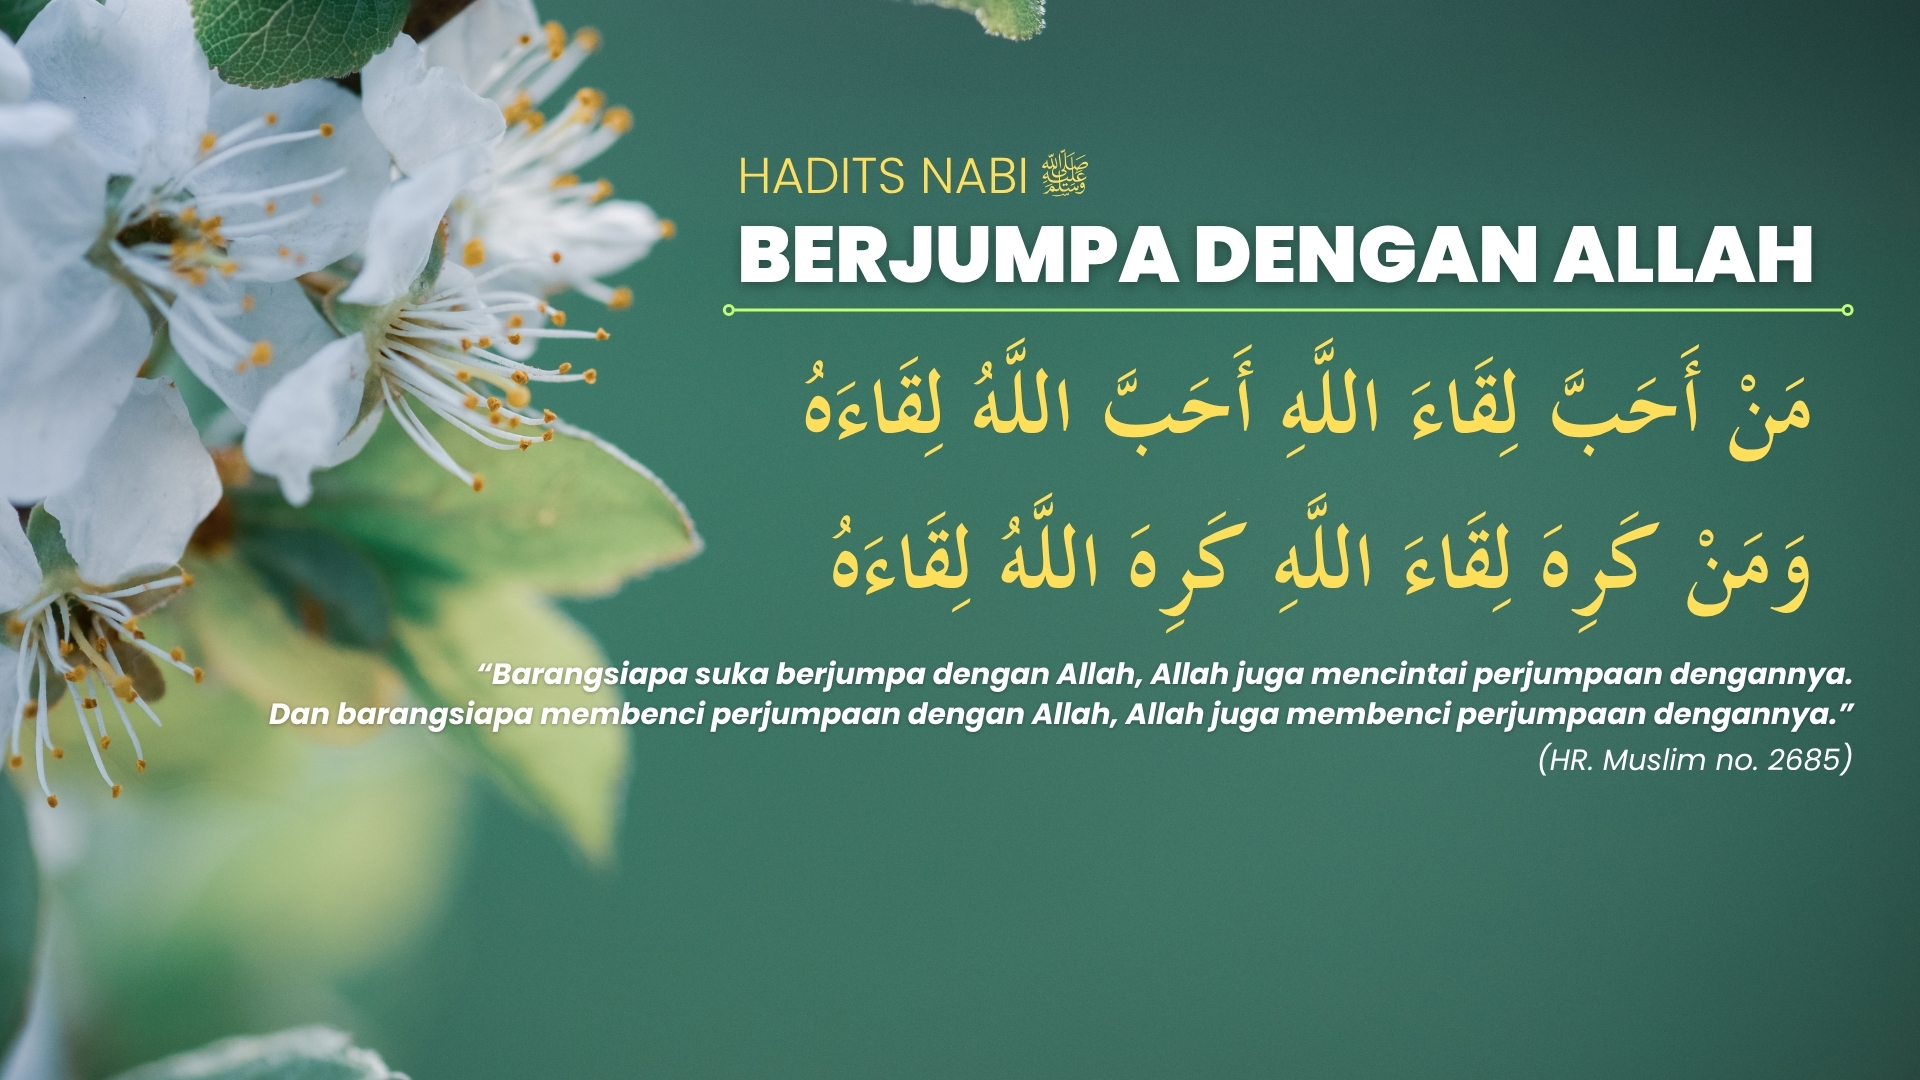 HADITS NABI ﷺ
BERJUMPA DENGAN ALLAH
مَنْ أَحَبَّ لِقَاءَ اللَّهِ أَحَبَّ اللَّهُ لِقَاءَهُ
وَمَنْ كَرِهَ لِقَاءَ اللَّهِ كَرِهَ اللَّهُ لِقَاءَهُ
“Barangsiapa suka berjumpa dengan Allah, Allah juga mencintai perjumpaan dengannya.
Dan barangsiapa membenci perjumpaan dengan Allah, Allah juga membenci perjumpaan dengannya.”
(HR. Muslim no. 2685)